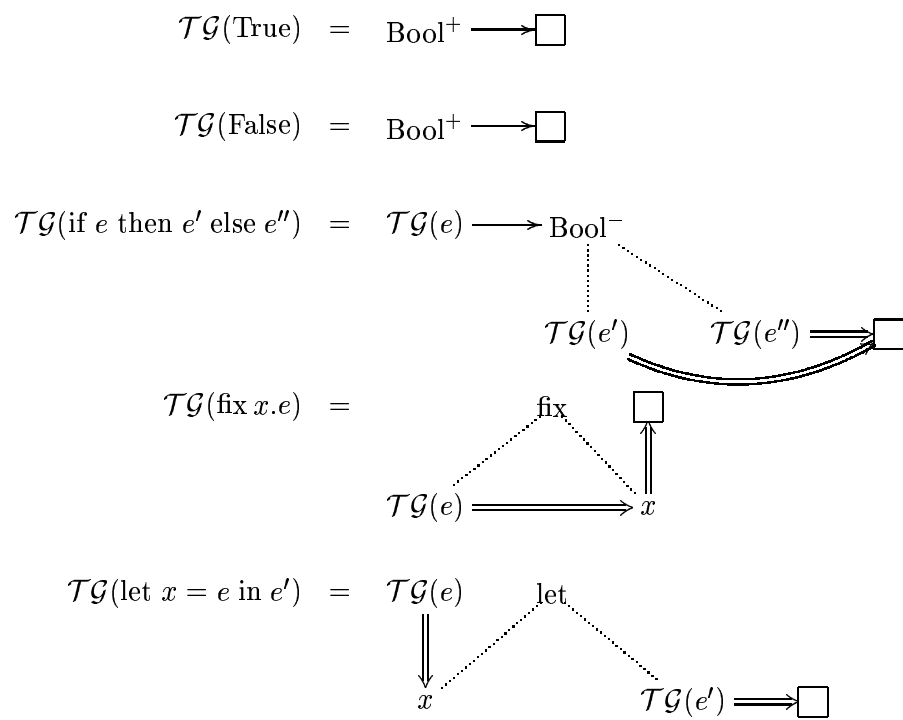 𝒯𝒢(True) = Bool⁺
𝒯𝒢(False) = Bool⁺
𝒯𝒢(if e then e′ else e″) = 𝒯𝒢(e) Bool⁻
𝒯𝒢(e′) 𝒯𝒢(e″)
𝒯𝒢(fix x.e) = fix
𝒯𝒢(e) x
𝒯𝒢(let x = e in e′) = 𝒯𝒢(e) let
x 𝒯𝒢(e′)